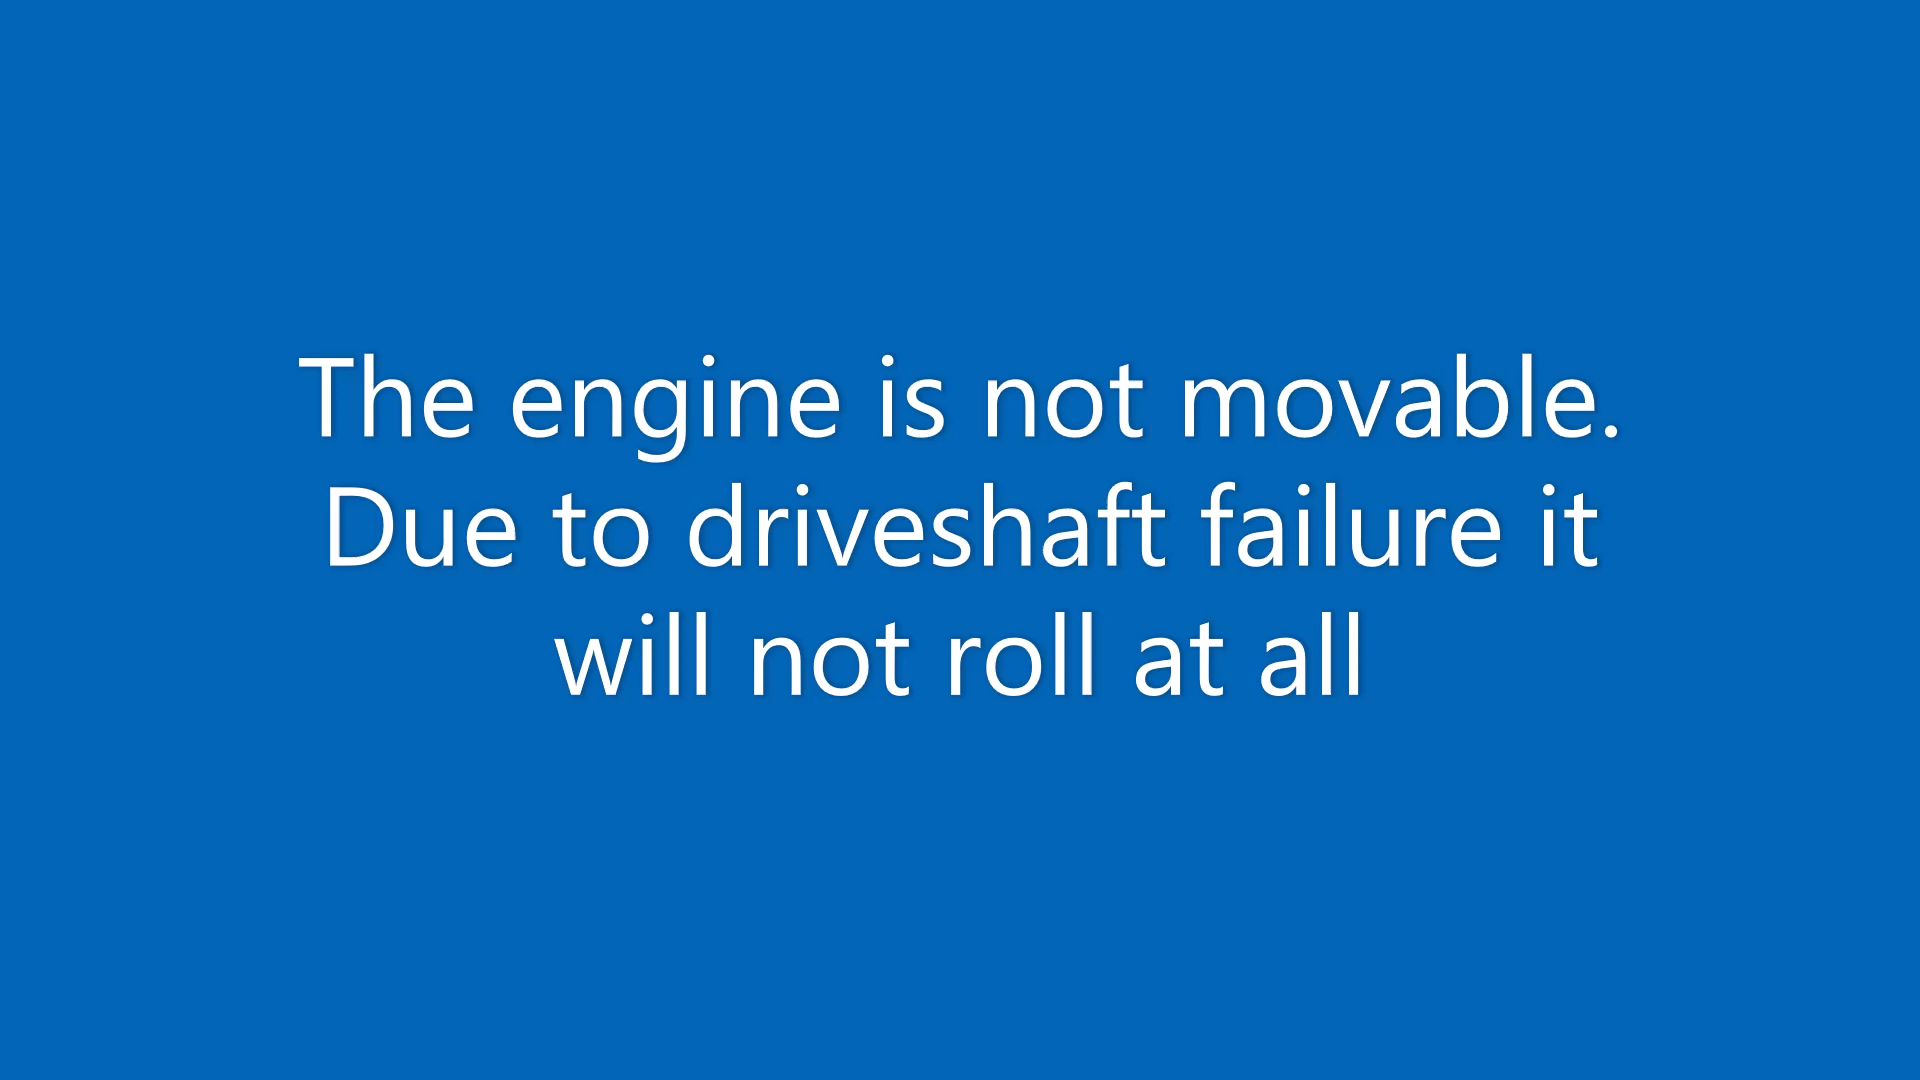 The engine is not movable.
Due to driveshaft failure it
will not roll at all